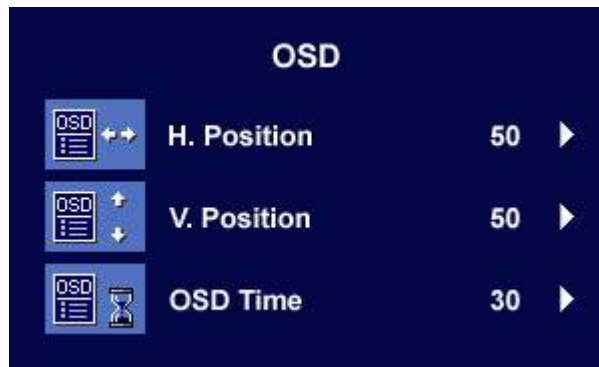 OSD
OSD H. Position 50
OSD V. Position 50
OSD OSD Time 30